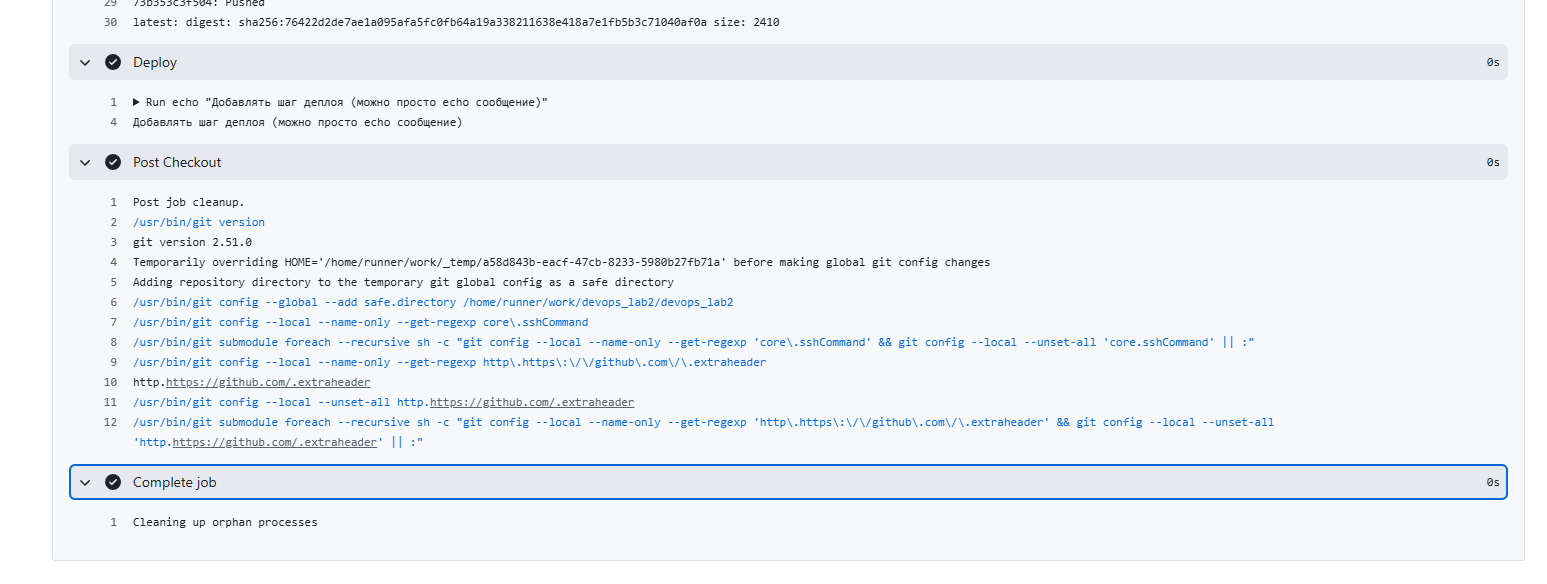 29 73b353c3f504: Pushed
30 latest: digest: sha256:76422d2de7ae1a095afa5fc0fb64a19a338211638e418a7e1fb5b3c71040af0a size: 2410
Deploy 0s
1 Run echo "Добавлять шаг деплоя (можно просто echo сообщение)"
4 Добавлять шаг деплоя (можно просто echo сообщение)
Post Checkout 0s
1 Post job cleanup.
2 /usr/bin/git version
3 git version 2.51.0
4 Temporarily overriding HOME='/home/runner/work/_temp/a58d843b-eacf-47cb-8233-5980b27fb71a' before making global git config changes
5 Adding repository directory to the temporary git global config as a safe directory
6 /usr/bin/git config --global --add safe.directory /home/runner/work/devops_lab2/devops_lab2
7 /usr/bin/git config --local --name-only --get-regexp core\.sshCommand
8 /usr/bin/git submodule foreach --recursive sh -c "git config --local --name-only --get-regexp 'core\.sshCommand' && git config --local --unset-all 'core.sshCommand' || :"
9 /usr/bin/git config --local --name-only --get-regexp http\.https\:\/\/github\.com\/\.extraheader
10 http.https://github.com/.extraheader
11 /usr/bin/git config --local --unset-all http.https://github.com/.extraheader
12 /usr/bin/git submodule foreach --recursive sh -c "git config --local --name-only --get-regexp 'http\.https\:\/\/github\.com\/\.extraheader' && git config --local --unset-all
'http.https://github.com/.extraheader' || :"
Complete job 0s
1 Cleaning up orphan processes